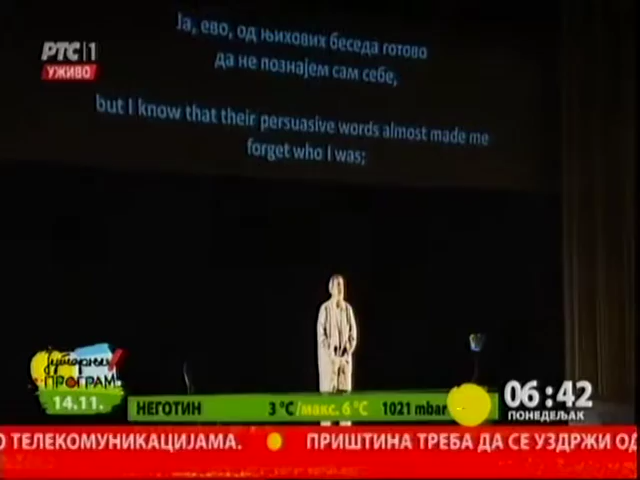 Ја, ево, од њихових беседа готово
да не познајем сам себе,
but I know that their persuasive words almost made me
forget who I was;
РТС|1
УЖИВО
Јутарњи
ПРОГРАМ
14.11.
НЕГОТИН 3 °C/макс. 6 °C 1021 mbar
06:42
ПОНЕДЕЉАК
О ТЕЛЕКОМУНИКАЦИЈАМА. ПРИШТИНА ТРЕБА ДА СЕ УЗДРЖИ ОД